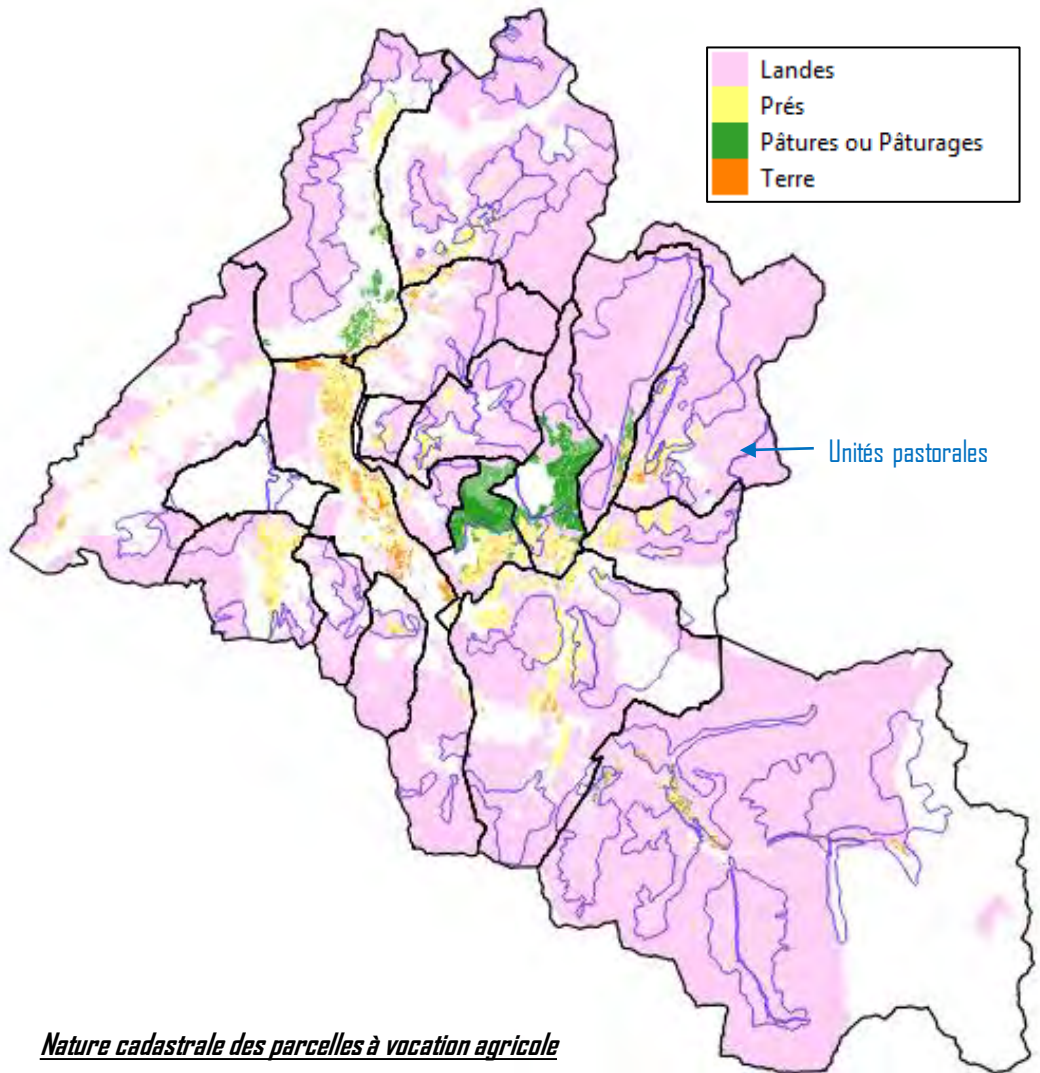 Landes
Prés
Pâtures ou Pâturages
Terre
Unités pastorales
Nature cadastrale des parcelles à vocation agricole